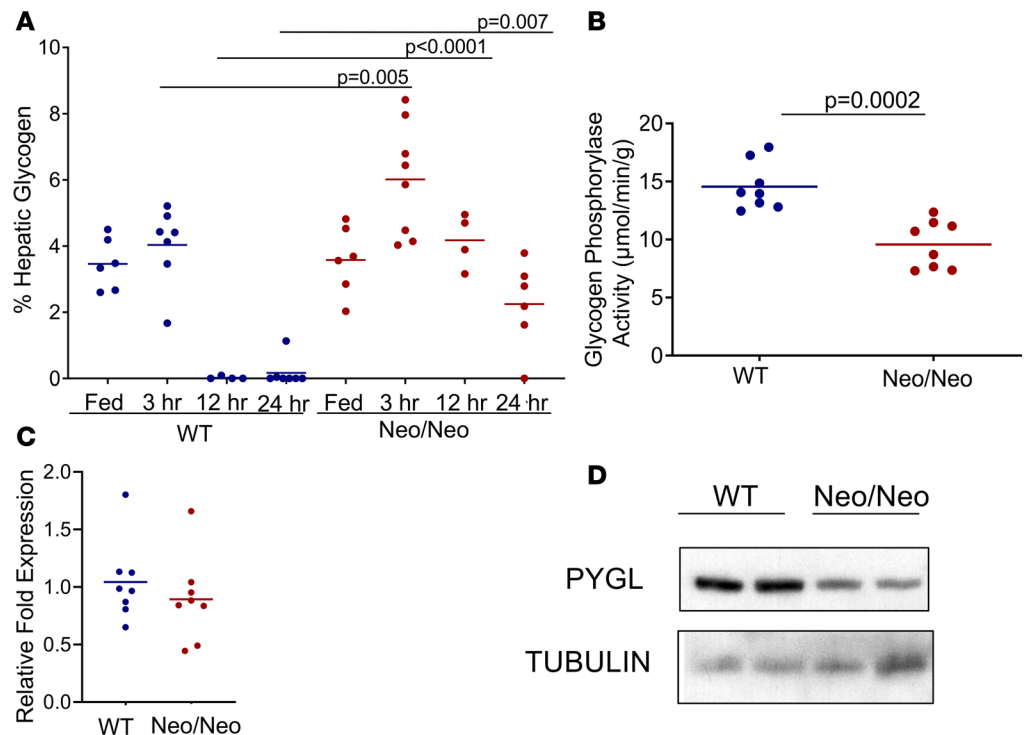 A
p=0.007
p<0.0001
p=0.005
% Hepatic Glycogen
10
8
6
4
2
0
Fed 3 hr 12 hr 24 hr Fed 3 hr 12 hr 24 hr
WT Neo/Neo
B
p=0.0002
Glycogen Phosphorylase
Activity (µmol/min/g)
20
15
10
5
0
WT Neo/Neo
C
Relative Fold Expression
2.0
1.5
1.0
0.5
0.0
WT Neo/Neo
D
WT Neo/Neo
PYGL
TUBULIN